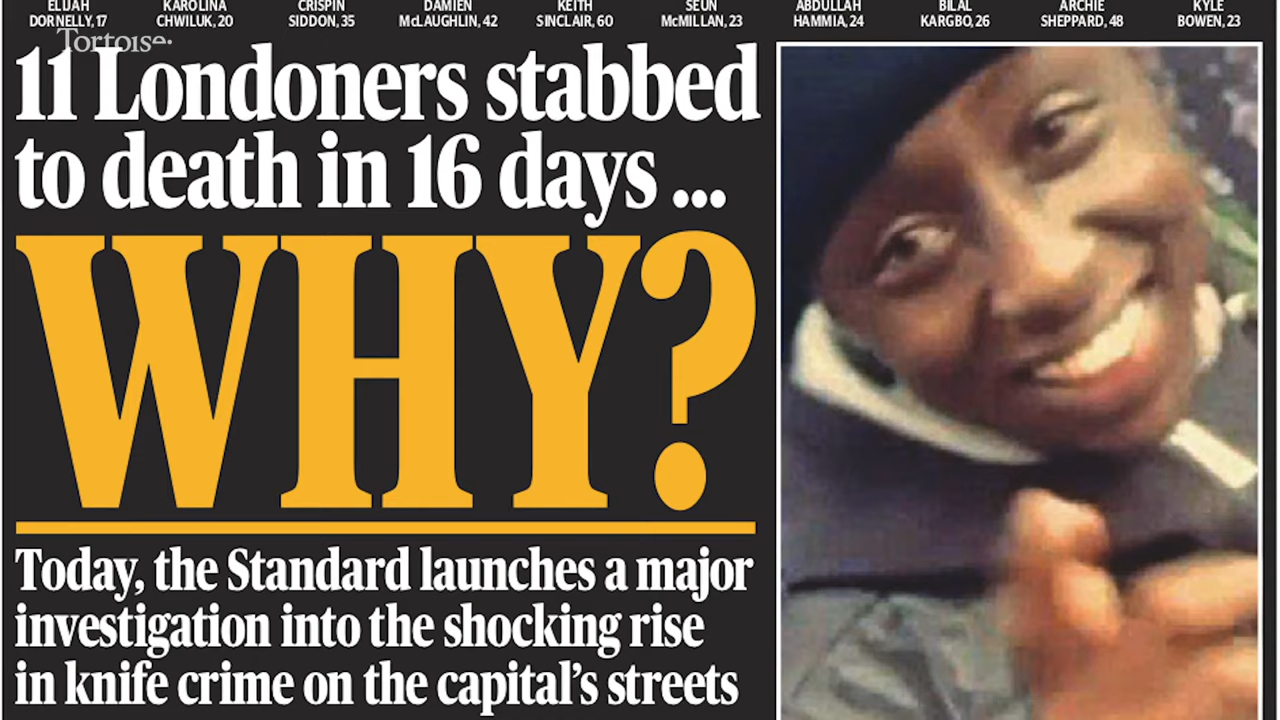 ELIJAH
DORNELLY, 17
KAROLINA
CHWILUK, 20
CRISPIN
SIDDON, 35
DAMIEN
McLAUGHLIN, 42
KEITH
SINCLAIR, 60
SEUN
McMILLAN, 23
ABDULLAH
HAMMIA, 24
BILAL
KARGBO, 26
ARCHIE
SHEPPARD, 48
KYLE
BOWEN, 23
Tortoise
11 Londoners stabbed
to death in 16 days ...
WHY?
Today, the Standard launches a major
investigation into the shocking rise
in knife crime on the capital's streets